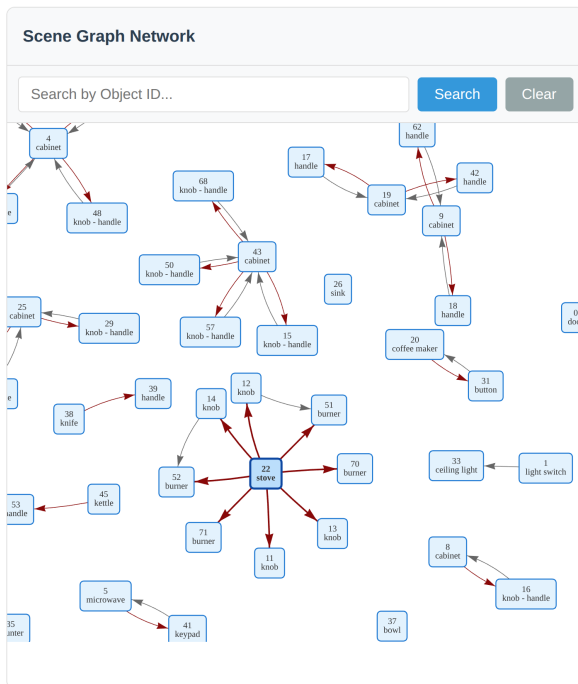 Scene Graph Network
Search by Object ID...
Search
Clear
62
handle
4
cabinet
17
handle
42
handle
68
knob - handle
19
cabinet
48
knob - handle
9
cabinet
43
cabinet
50
knob - handle
26
sink
25
cabinet
18
handle
29
knob - handle
57
knob - handle
15
knob - handle
20
coffee maker
31
button
12
knob
39
handle
14
knob
51
burner
38
knife
22
stove
70
burner
33
ceiling light
1
light switch
52
burner
45
kettle
53
13
knob
71
burner
11
knob
8
cabinet
16
knob - handle
5
microwave
41
keypad
37
bowl